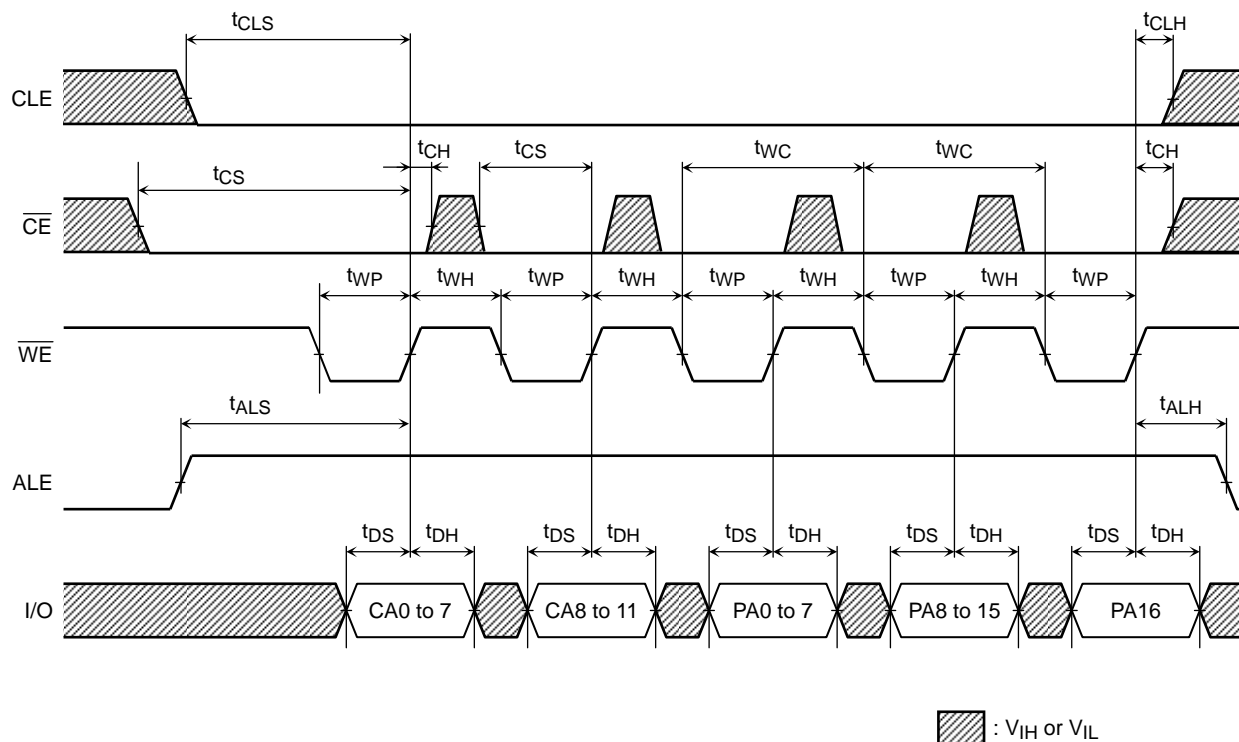 tCLS tCLH
CLE
tCH tCS tWC tWC tCH
tCS
CE
tWP tWH tWP tWH tWP tWH tWP tWH tWP
WE
tALS tALH
ALE
tDS tDH tDS tDH tDS tDH tDS tDH tDS tDH
I/O CA0 to 7 CA8 to 11 PA0 to 7 PA8 to 15 PA16
: VIH or VIL